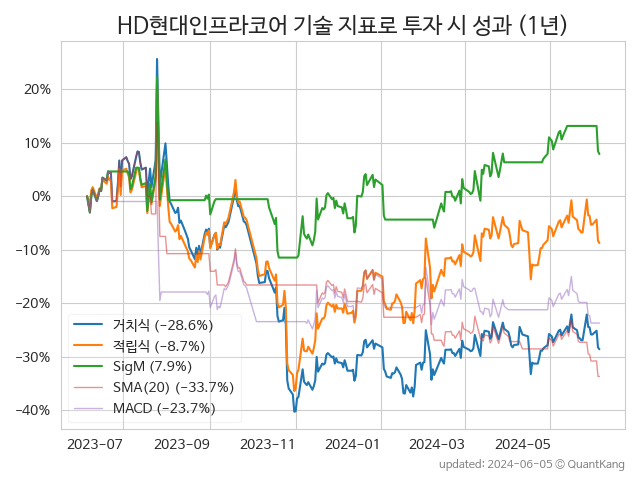 HD현대인프라코어 기술 지표로 투자 시 성과 (1년)
20%
10%
0%
−10%
−20%
−30%
−40%
거치식 (−28.6%)
적립식 (−8.7%)
SigM (7.9%)
SMA(20) (−33.7%)
MACD (−23.7%)
2023-07
2023-09
2023-11
2024-01
2024-03
2024-05
updated: 2024-06-05 ⓒ QuantKang